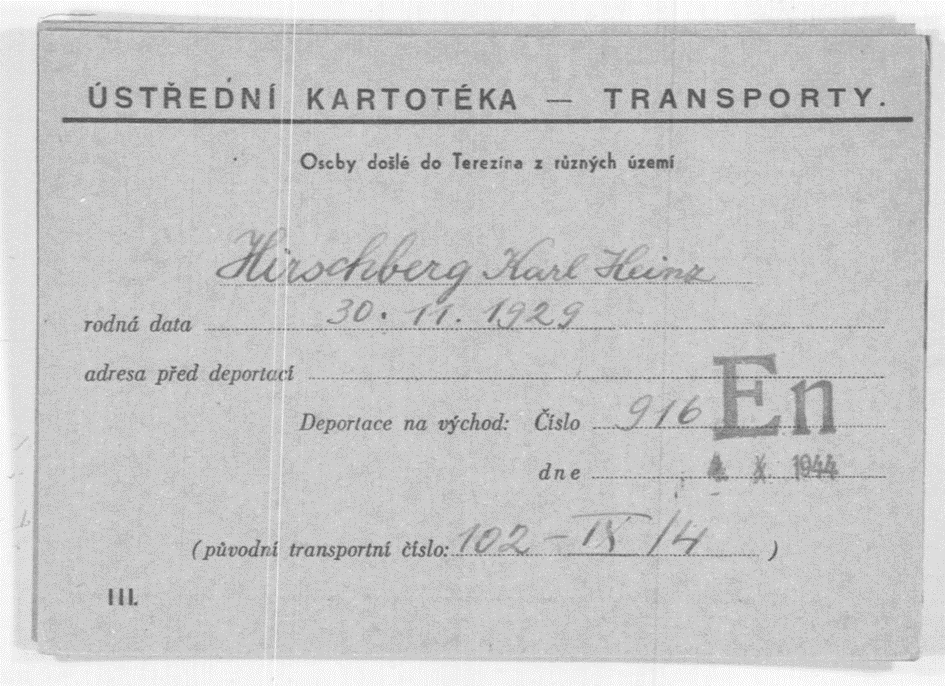 ÚSTŘEDNÍ KARTOTÉKA — TRANSPORTY.
Osoby došlé do Terezína z různých území
Hirschberg Karl Heinz
rodná data 30. 11. 1929
adresa před deportací
Deportace na východ: Číslo 916 En
dne 4. X. 1944
(původní transportní číslo: 102 – IX/4 )
III.